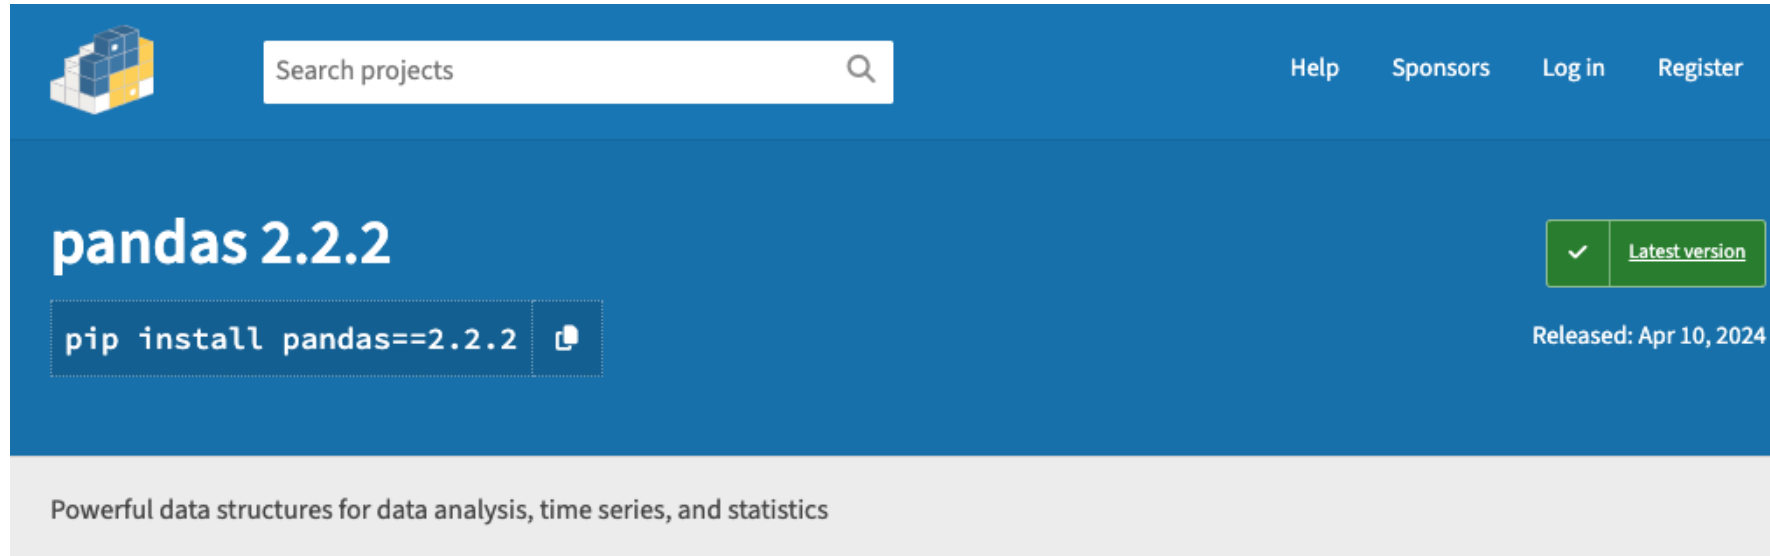 Search projects
Help Sponsors Log in Register
pandas 2.2.2
Latest version
pip install pandas==2.2.2
Released: Apr 10, 2024
Powerful data structures for data analysis, time series, and statistics